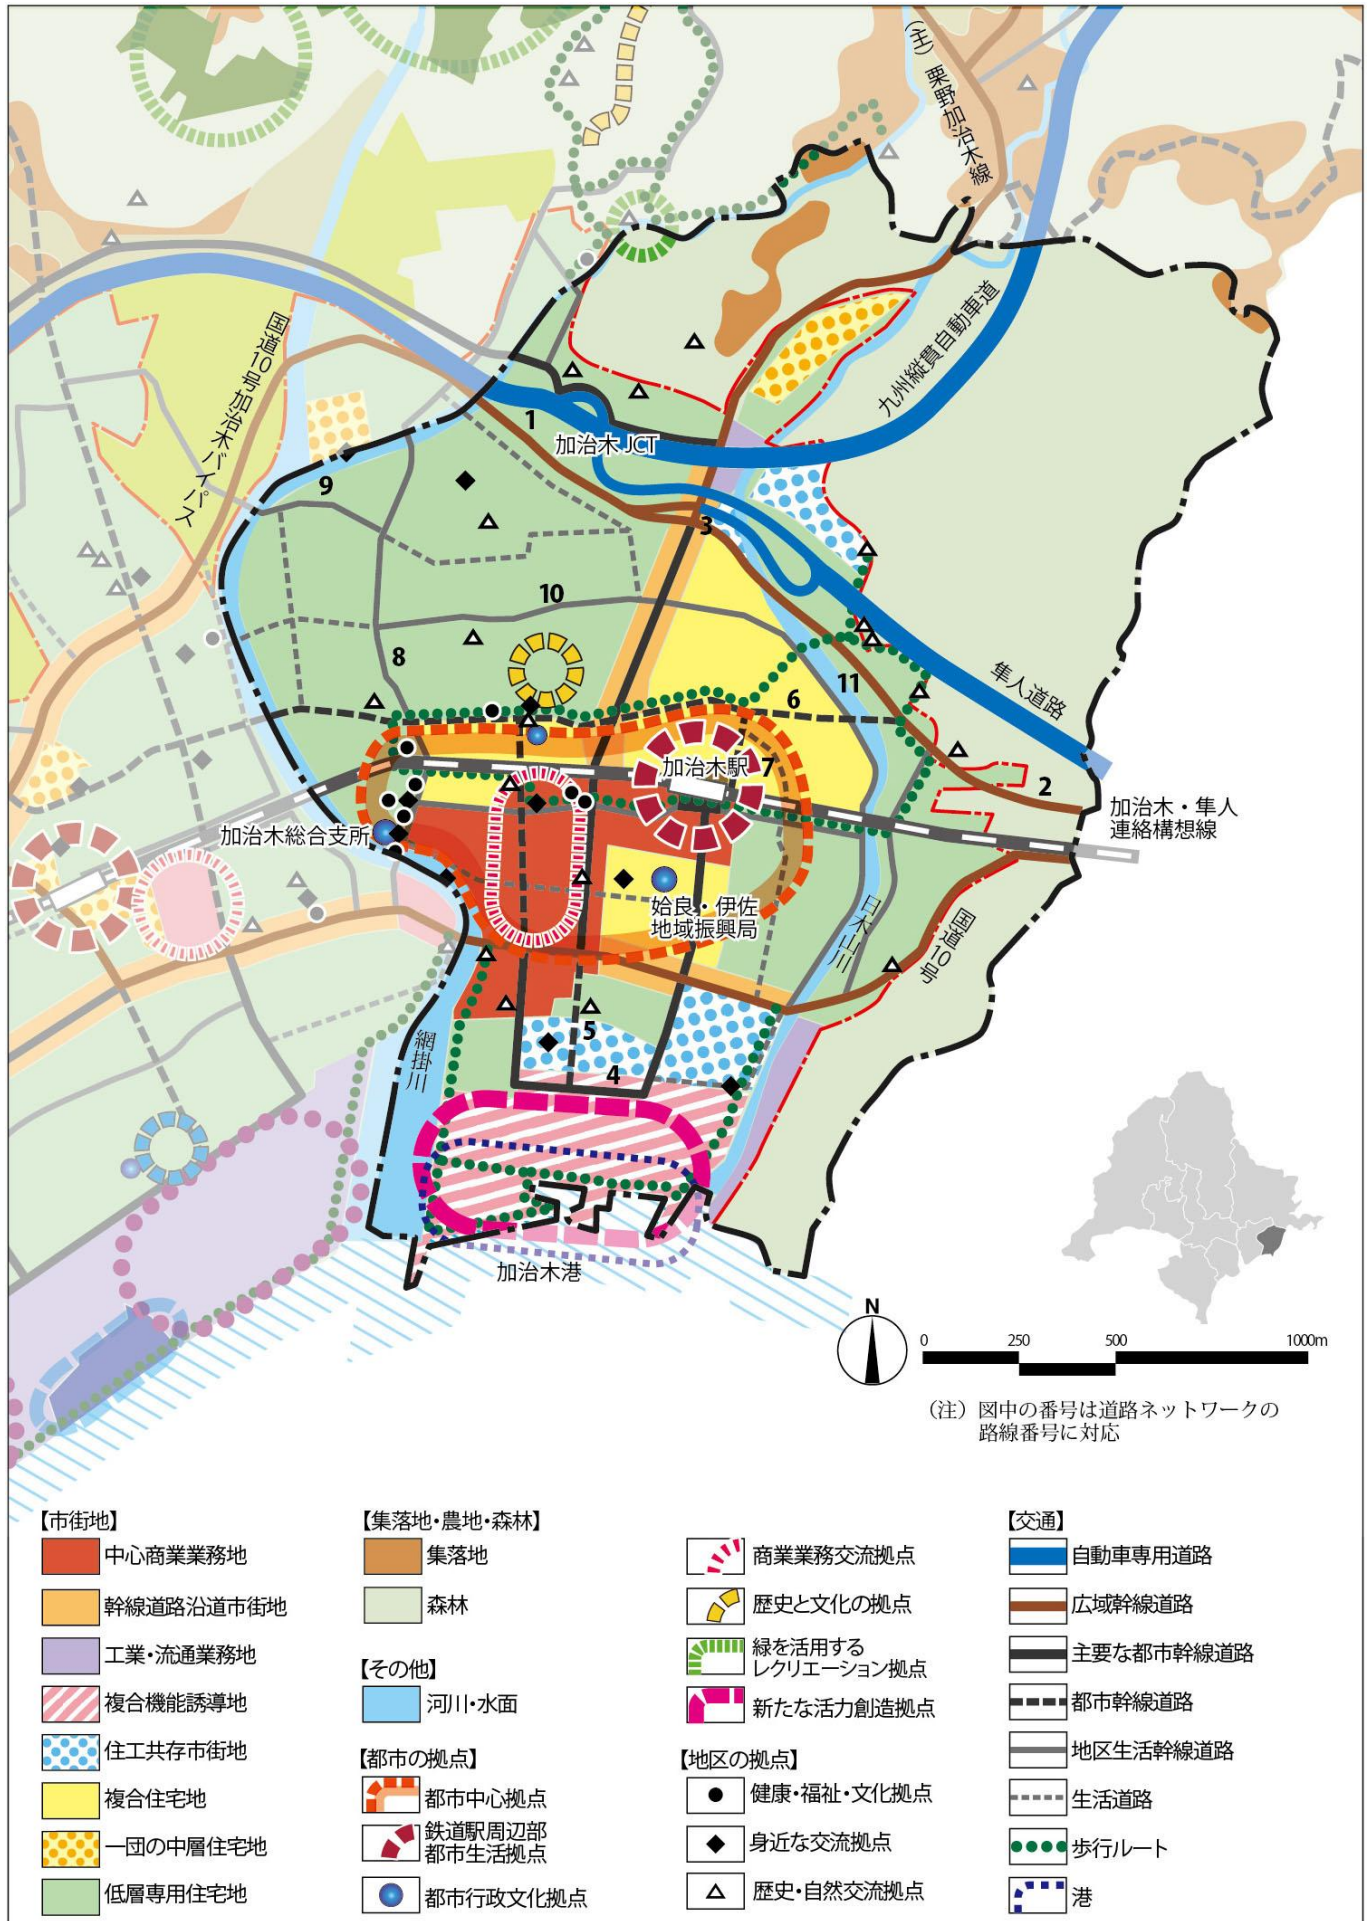 (主)栗野加治木線
国道10号加治木バイパス
九州縦貫自動車道
1
加治木 JCT
9
3
10
8
11
6
隼人道路
加治木駅
7
2
加治木・隼人
連絡構想線
加治木総合支所
姶良・伊佐
地域振興局
日木山川
国道10号
網掛川
5
4
加治木港
N
0 250 500 1000m
(注)図中の番号は道路ネットワークの
路線番号に対応
【市街地】
中心商業業務地
幹線道路沿道市街地
工業・流通業務地
複合機能誘導地
住工共存市街地
複合住宅地
一団の中層住宅地
低層専用住宅地
【集落地・農地・森林】
集落地
森林
【その他】
河川・水面
【都市の拠点】
都市中心拠点
鉄道駅周辺部
都市生活拠点
都市行政文化拠点
商業業務交流拠点
歴史と文化の拠点
緑を活用する
レクリエーション拠点
新たな活力創造拠点
【地区の拠点】
健康・福祉・文化拠点
身近な交流拠点
歴史・自然交流拠点
【交通】
自動車専用道路
広域幹線道路
主要な都市幹線道路
都市幹線道路
地区生活幹線道路
生活道路
歩行ルート
港